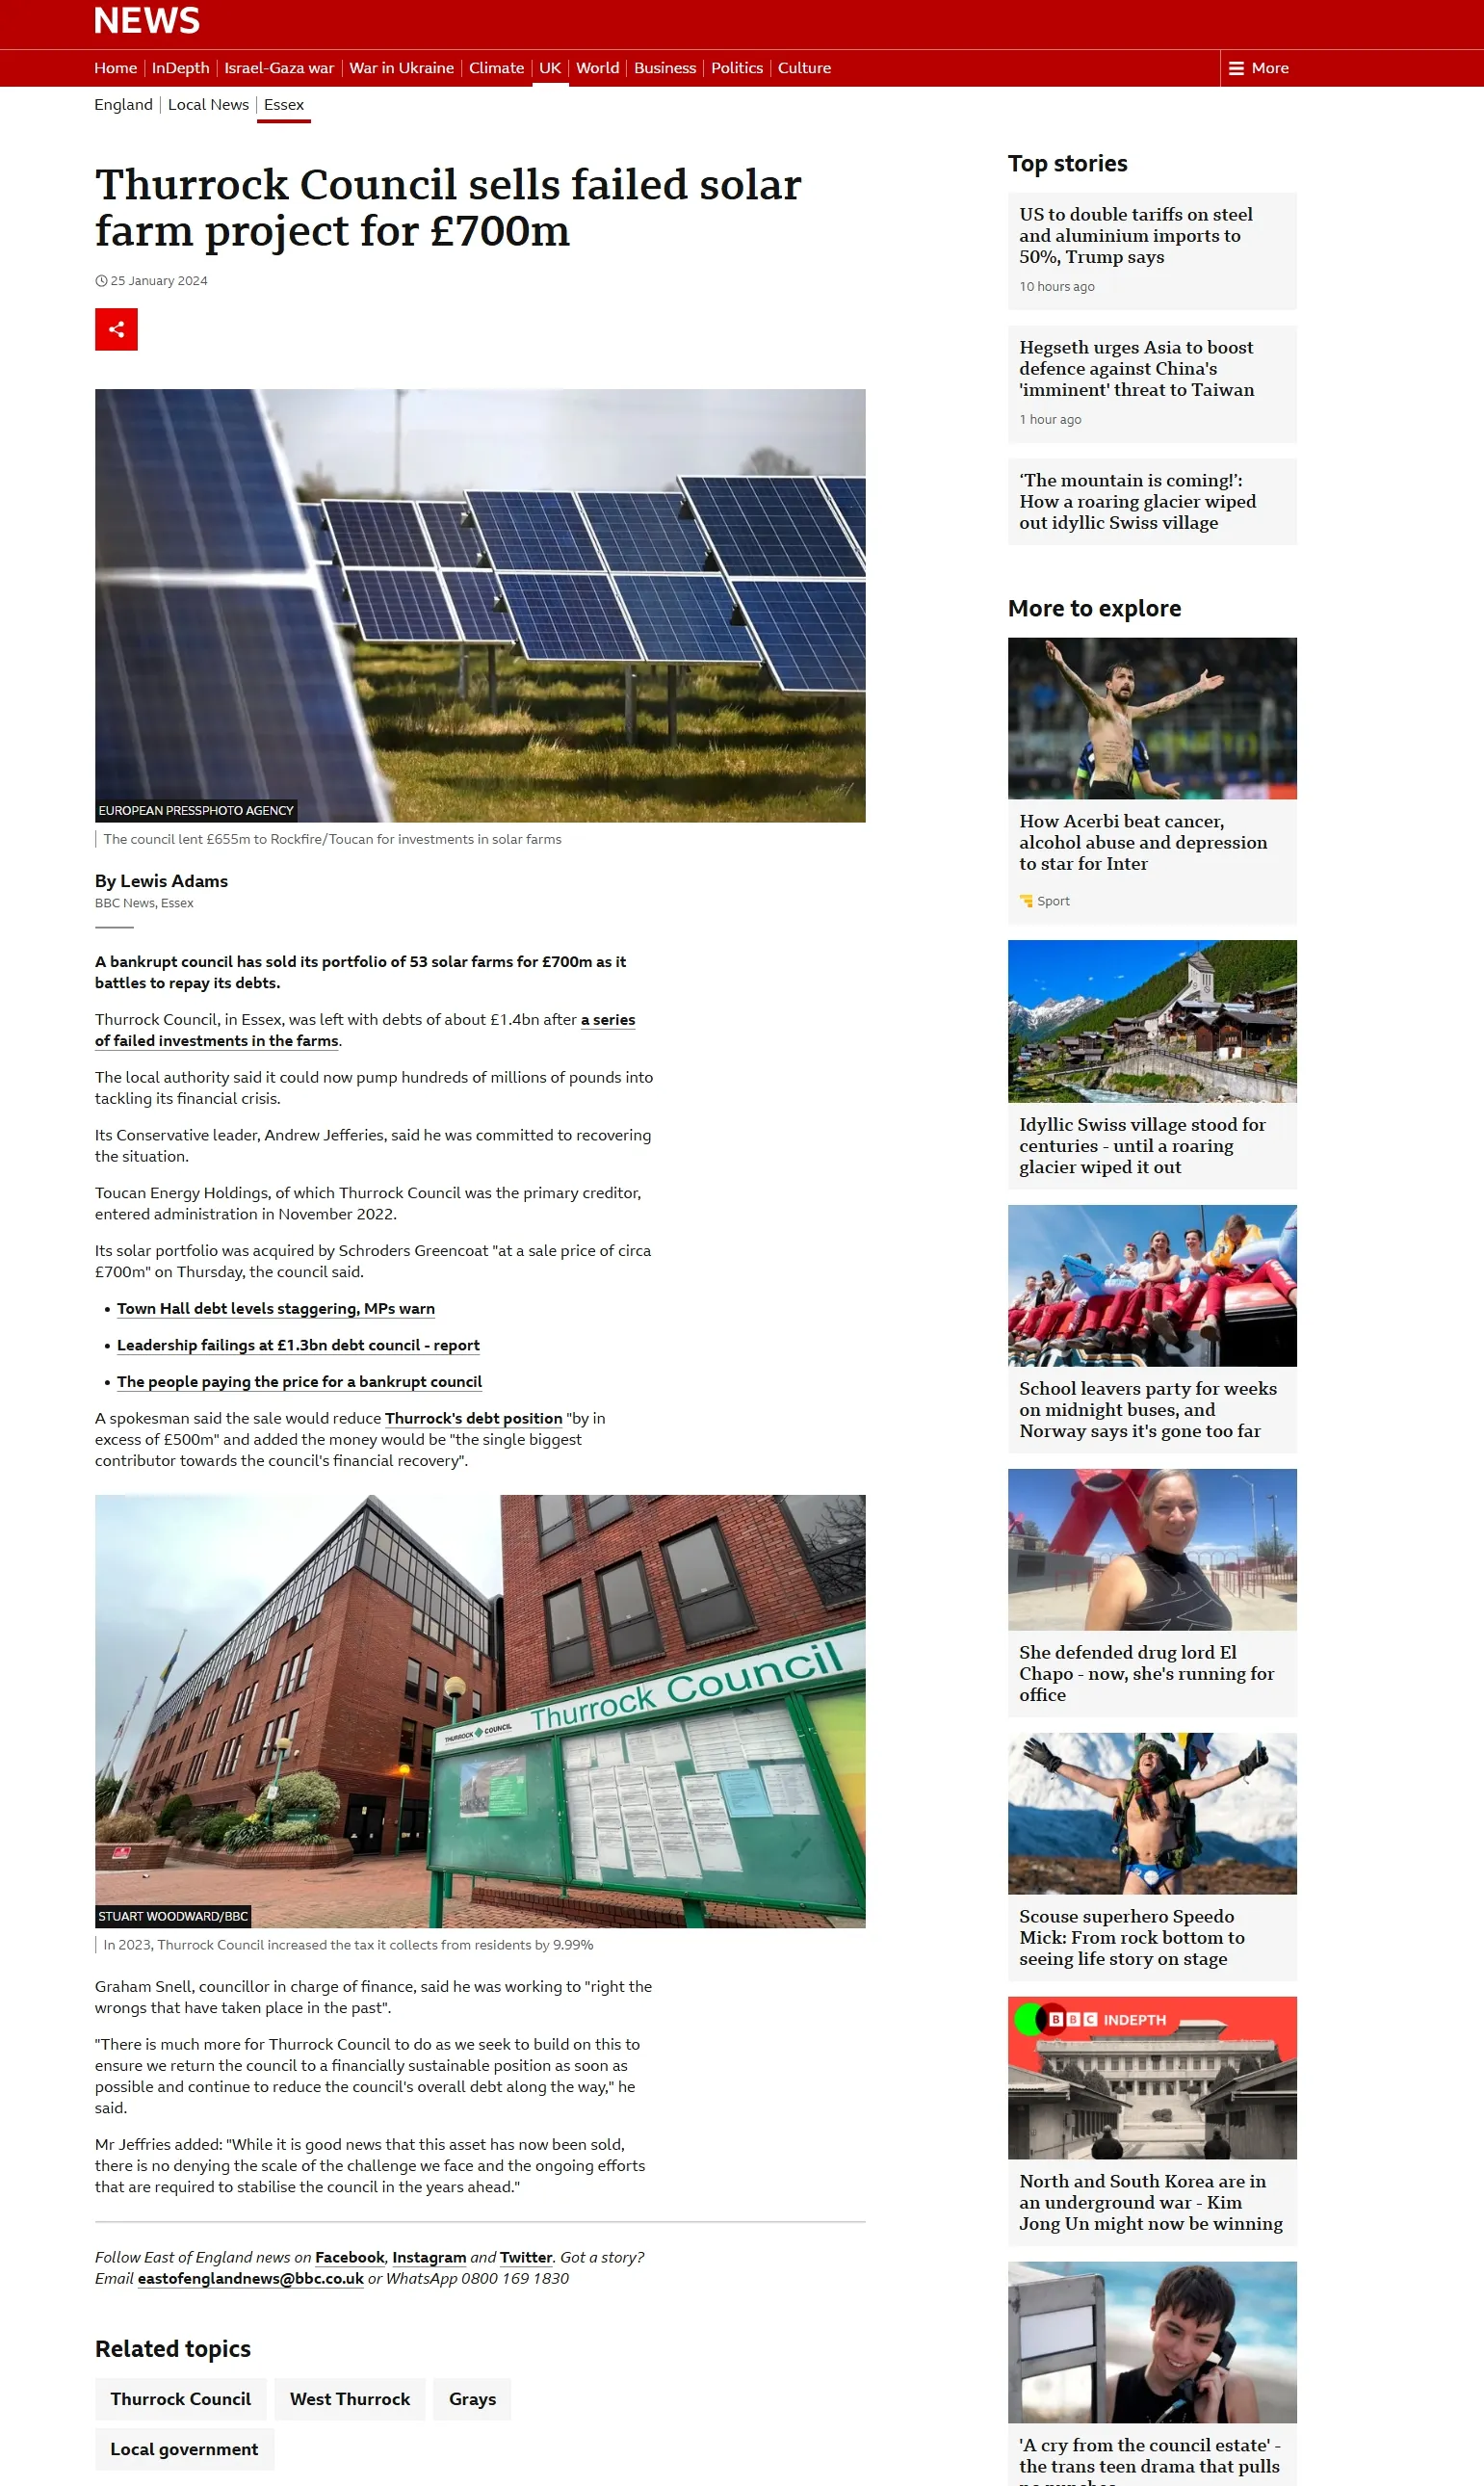 NEWS
Home
InDepth
Israel-Gaza war
War in Ukraine
Climate
UK
World
Business
Politics
Culture
More
England
Local News
Essex
Thurrock Council sells failed solar
farm project for £700m
25 January 2024
EUROPEAN PRESSPHOTO AGENCY
The council lent £655m to Rockfire/Toucan for investments in solar farms
By Lewis Adams
BBC News, Essex
A bankrupt council has sold its portfolio of 53 solar farms for £700m as it
battles to repay its debts.
Thurrock Council, in Essex, was left with debts of about £1.4bn after a series
of failed investments in the farms.
The local authority said it could now pump hundreds of millions of pounds into
tackling its financial crisis.
Its Conservative leader, Andrew Jefferies, said he was committed to recovering
the situation.
Toucan Energy Holdings, of which Thurrock Council was the primary creditor,
entered administration in November 2022.
Its solar portfolio was acquired by Schroders Greencoat "at a sale price of circa
£700m" on Thursday, the council said.
• Town Hall debt levels staggering, MPs warn
• Leadership failings at £1.3bn debt council - report
• The people paying the price for a bankrupt council
A spokesman said the sale would reduce Thurrock's debt position "by in
excess of £500m" and added the money would be "the single biggest
contributor towards the council's financial recovery".
THURROCK COUNCIL
Thurrock Council
STUART WOODWARD/BBC
In 2023, Thurrock Council increased the tax it collects from residents by 9.99%
Graham Snell, councillor in charge of finance, said he was working to "right the
wrongs that have taken place in the past".
"There is much more for Thurrock Council to do as we seek to build on this to
ensure we return the council to a financially sustainable position as soon as
possible and continue to reduce the council's overall debt along the way," he
said.
Mr Jeffries added: "While it is good news that this asset has now been sold,
there is no denying the scale of the challenge we face and the ongoing efforts
that are required to stabilise the council in the years ahead."
Follow East of England news on Facebook, Instagram and Twitter. Got a story?
Email eastofenglandnews@bbc.co.uk or WhatsApp 0800 169 1830
Related topics
Thurrock Council
West Thurrock
Grays
Local government
Top stories
US to double tariffs on steel
and aluminium imports to
50%, Trump says
10 hours ago
Hegseth urges Asia to boost
defence against China's
'imminent' threat to Taiwan
1 hour ago
‘The mountain is coming!’:
How a roaring glacier wiped
out idyllic Swiss village
More to explore
How Acerbi beat cancer,
alcohol abuse and depression
to star for Inter
Sport
Idyllic Swiss village stood for
centuries - until a roaring
glacier wiped it out
School leavers party for weeks
on midnight buses, and
Norway says it's gone too far
She defended drug lord El
Chapo - now, she's running for
office
Scouse superhero Speedo
Mick: From rock bottom to
seeing life story on stage
BBC INDEPTH
North and South Korea are in
an underground war - Kim
Jong Un might now be winning
'A cry from the council estate' -
the trans teen drama that pulls